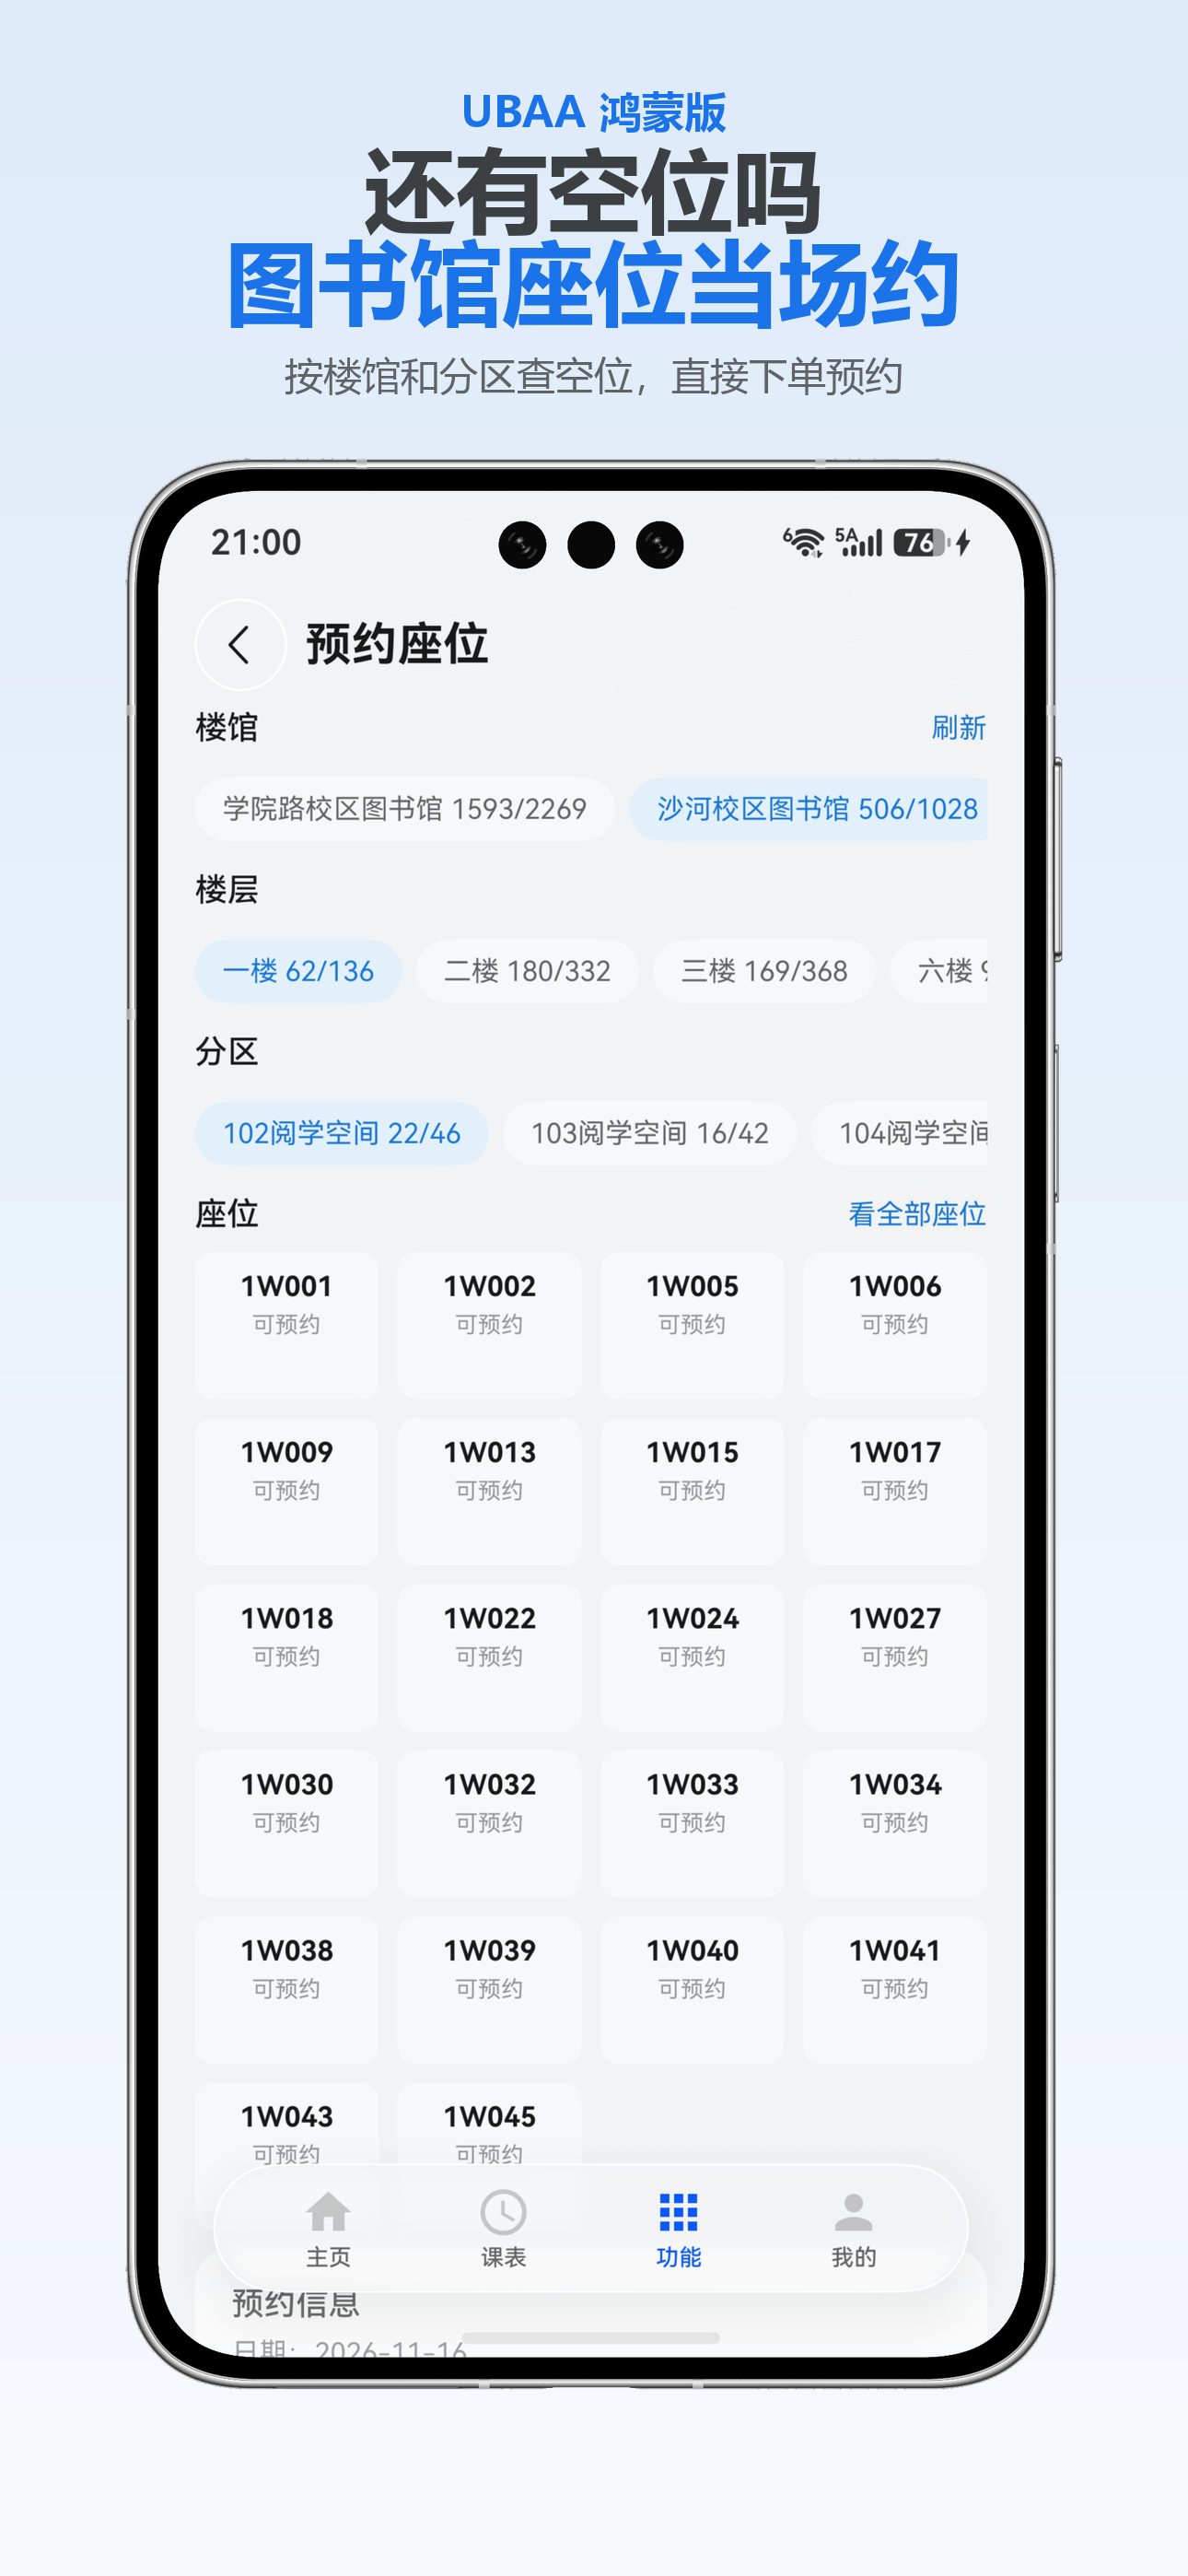 UBAA 鸿蒙版
还有空位吗
图书馆座位当场约
按楼馆和分区查空位，直接下单预约
21:00 6 5A 76
预约座位
楼馆 刷新
学院路校区图书馆 1593/2269 沙河校区图书馆 506/1028
楼层
一楼 62/136 二楼 180/332 三楼 169/368 六楼
分区
102阅学空间 22/46 103阅学空间 16/42 104阅学空间
座位 看全部座位
1W001 1W002 1W005 1W006
可预约 可预约 可预约 可预约
1W009 1W013 1W015 1W017
可预约 可预约 可预约 可预约
1W018 1W022 1W024 1W027
可预约 可预约 可预约 可预约
1W030 1W032 1W033 1W034
可预约 可预约 可预约 可预约
1W038 1W039 1W040 1W041
可预约 可预约 可预约 可预约
1W043 1W045
可预约 可预约
主页 课表 功能 我的
预约信息
日期：2026-11-16